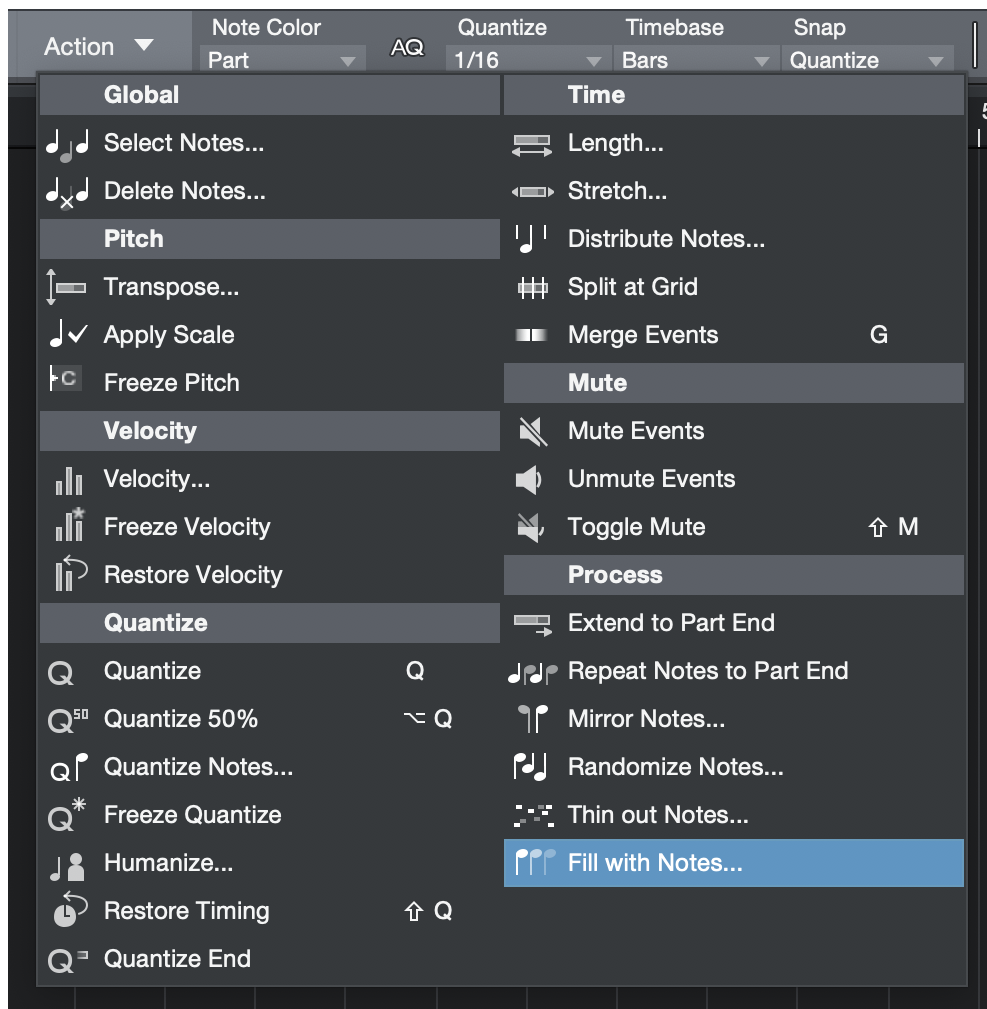 Action
Note Color
Part
AQ
Quantize
1/16
Timebase
Bars
Snap
Quantize
Global
Select Notes...
Delete Notes...
Pitch
Transpose...
Apply Scale
C
Freeze Pitch
Velocity
Velocity...
Freeze Velocity
Restore Velocity
Quantize
Q Quantize Q
Q50 Quantize 50% ⌥ Q
Q Quantize Notes...
Q* Freeze Quantize
Humanize...
Restore Timing ⇧ Q
Q Quantize End
Time
Length...
Stretch...
Distribute Notes...
Split at Grid
Merge Events G
Mute
Mute Events
Unmute Events
Toggle Mute ⇧ M
Process
Extend to Part End
Repeat Notes to Part End
Mirror Notes...
Randomize Notes...
Thin out Notes...
Fill with Notes...